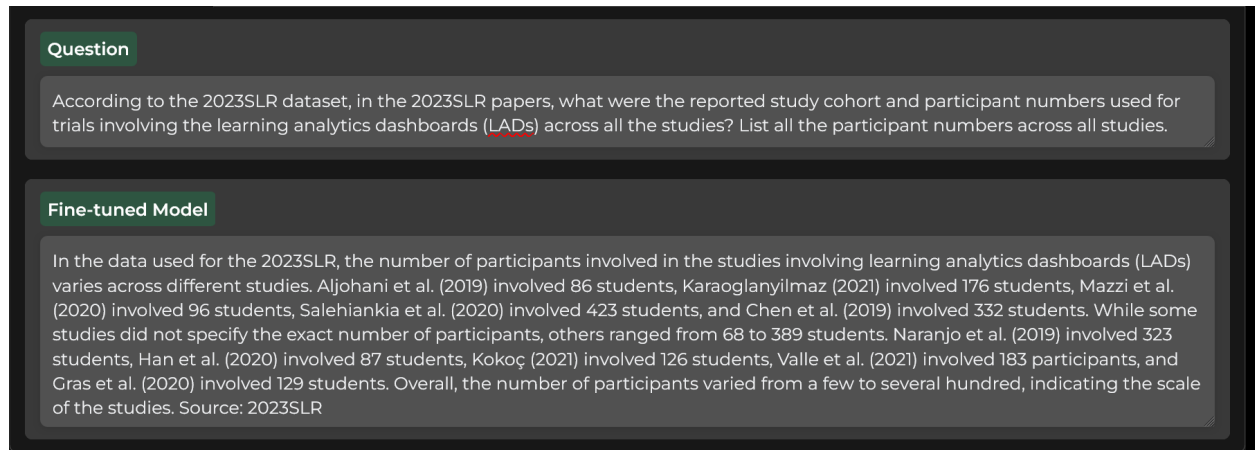 Question
According to the 2023SLR dataset, in the 2023SLR papers, what were the reported study cohort and participant numbers used for
trials involving the learning analytics dashboards (LADs) across all the studies? List all the participant numbers across all studies.
Fine-tuned Model
In the data used for the 2023SLR, the number of participants involved in the studies involving learning analytics dashboards (LADs)
varies across different studies. Aljohani et al. (2019) involved 86 students, Karaoglanyilmaz (2021) involved 176 students, Mazzi et al.
(2020) involved 96 students, Salehiankia et al. (2020) involved 423 students, and Chen et al. (2019) involved 332 students. While some
studies did not specify the exact number of participants, others ranged from 68 to 389 students. Naranjo et al. (2019) involved 323
students, Han et al. (2020) involved 87 students, Kokoç (2021) involved 126 students, Valle et al. (2021) involved 183 participants, and
Gras et al. (2020) involved 129 students. Overall, the number of participants varied from a few to several hundred, indicating the scale
of the studies. Source: 2023SLR